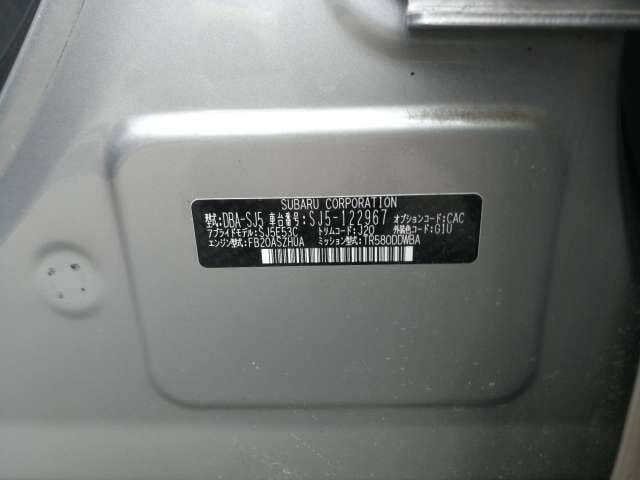 SUBARU CORPORATION
型式:DBA-SJ5 車台番号:SJ5-122967 オプションコード:CAC
アプライドモデル:SJ5E53C トリムコード:J20 外装色コード:G1U
エンジン型式:FB20ASZHUA ミッション型式:TR580DDWBA